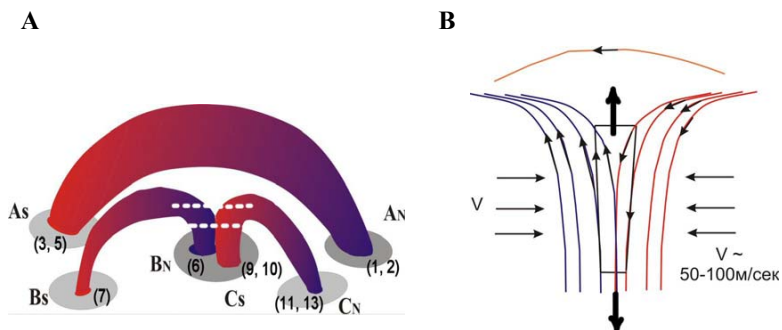 A
B
As
(3, 5)
AN
(1, 2)
BN
(6)
(9, 10)
Bs
(7)
Cs
(11, 13)
CN
V
V ~
50-100м/сек